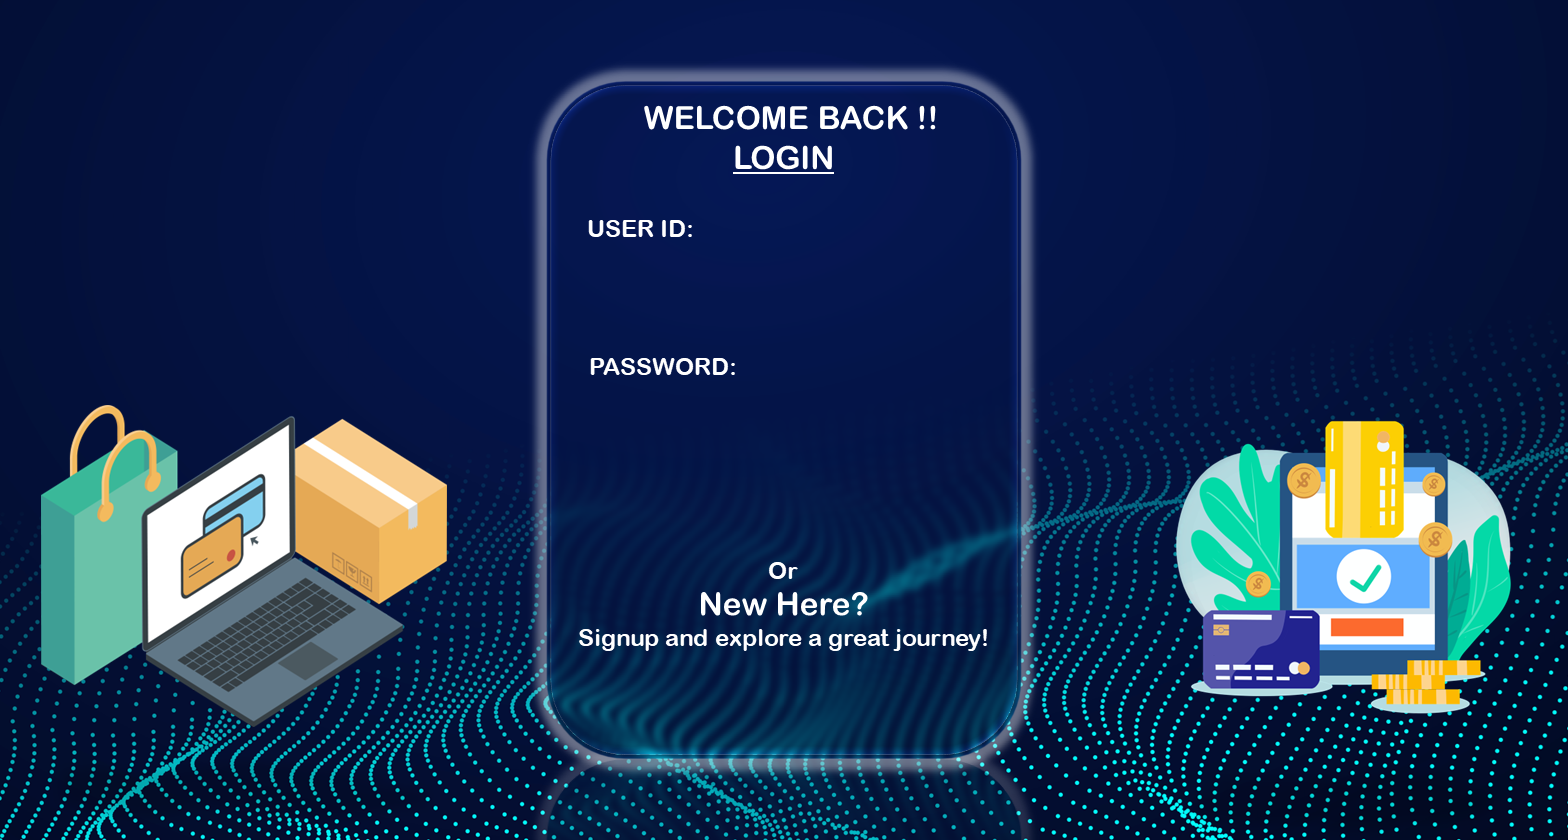 WELCOME BACK !!
LOGIN
USER ID:
PASSWORD:
Or
New Here?
Signup and explore a great journey!